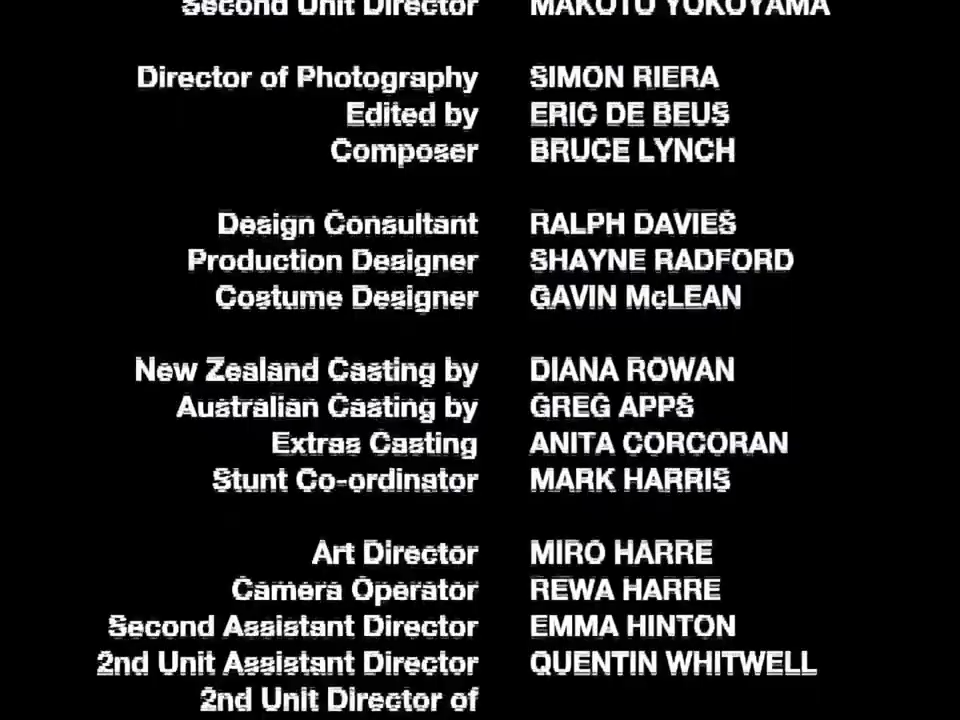 Second Unit Director MAKOTO YOKOYAMA
Director of Photography SIMON RIERA
Edited by ERIC DE BEUS
Composer BRUCE LYNCH
Design Consultant RALPH DAVIES
Production Designer SHAYNE RADFORD
Costume Designer GAVIN McLEAN
New Zealand Casting by DIANA ROWAN
Australian Casting by GREG APPS
Extras Casting ANITA CORCORAN
Stunt Co-ordinator MARK HARRIS
Art Director MIRO HARRE
Camera Operator REWA HARRE
Second Assistant Director EMMA HINTON
2nd Unit Assistant Director QUENTIN WHITWELL
2nd Unit Director of